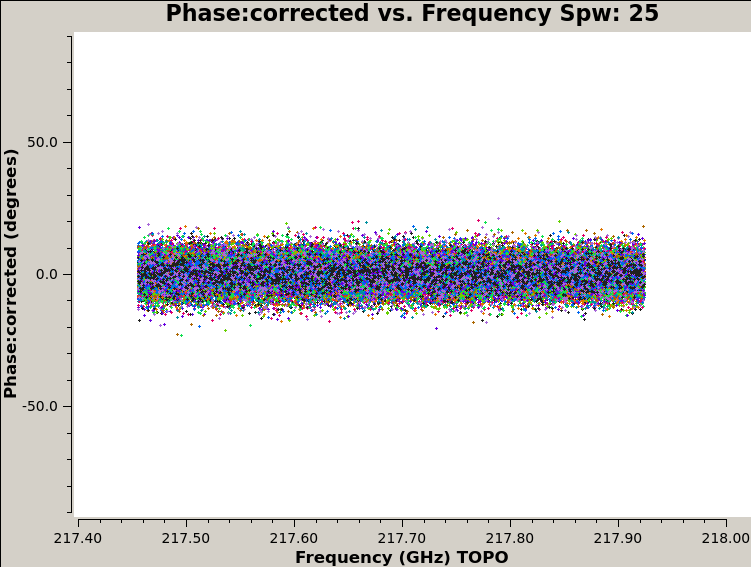 Phase:corrected vs. Frequency Spw: 25
Phase:corrected (degrees)
50.0
0.0
-50.0
217.40 217.50 217.60 217.70 217.80 217.90 218.00
Frequency (GHz) TOPO